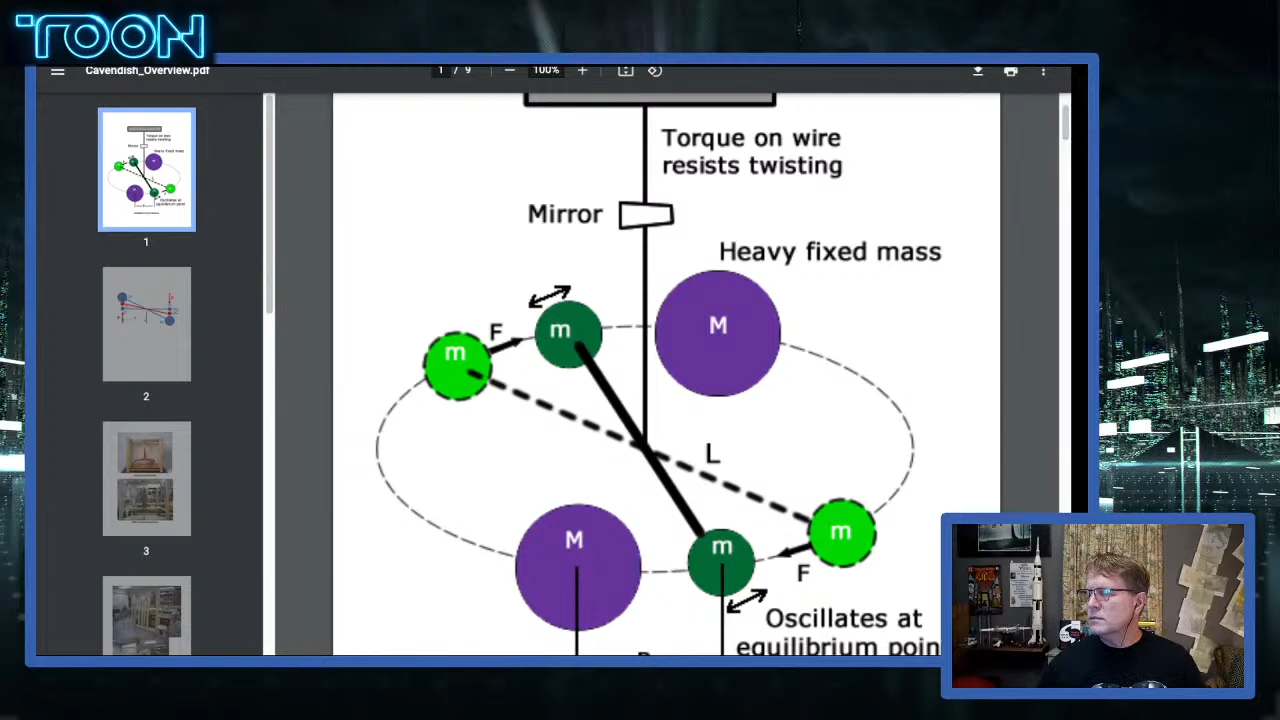 TOON
Cavendish_Overview.pdf
1 / 9
100%
Torque on wire
resists twisting
Mirror
Heavy fixed mass
m
M
F
m
L
M
m
m
F
Oscillates at
equilibrium poin
1
2
3